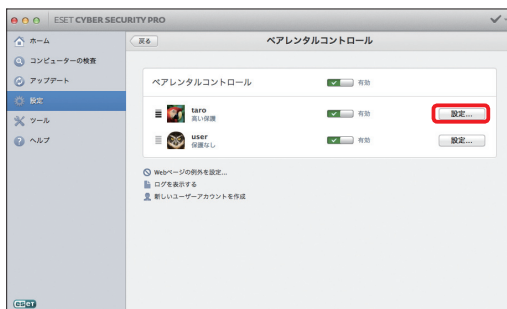 ESET CYBER SECURITY PRO
ホーム
戻る
ペアレンタルコントロール
コンピューターの検査
アップデート
設定
ツール
ヘルプ
ペアレンタルコントロール
有効
taro
高い保護
有効
設定...
user
保護なし
有効
設定...
Webページの例外を設定...
ログを表示する
新しいユーザーアカウントを作成
eset